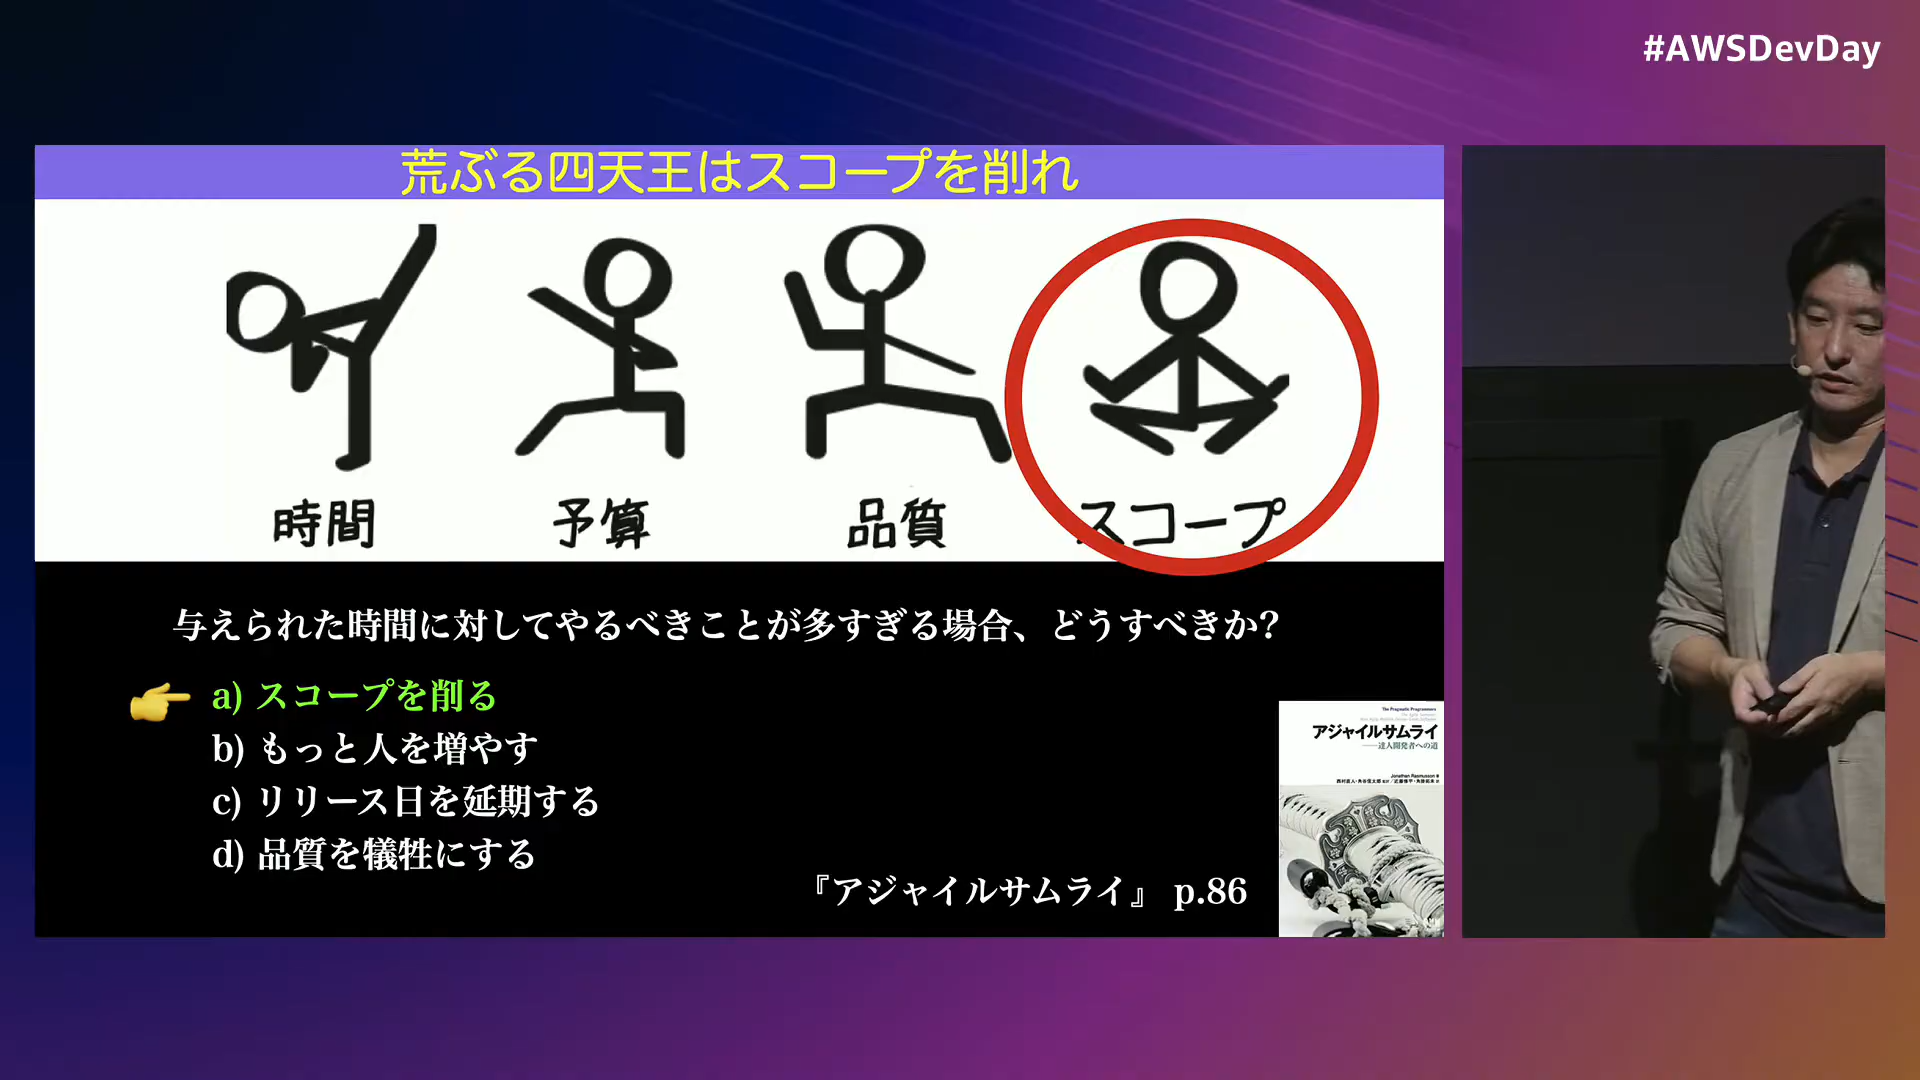 #AWSDevDay
荒ぶる四天王はスコープを削れ
時間
予算
品質
スコープ
与えられた時間に対してやるべきことが多すぎる場合、どうすべきか?
a) スコープを削る
b) もっと人を増やす
c) リリース日を延期する
d) 品質を犠牲にする
『アジャイルサムライ』 p.86
The Pragmatic Programmers
アジャイルサムライ
──達人開発者への道
Jonathan Rasmusson 著